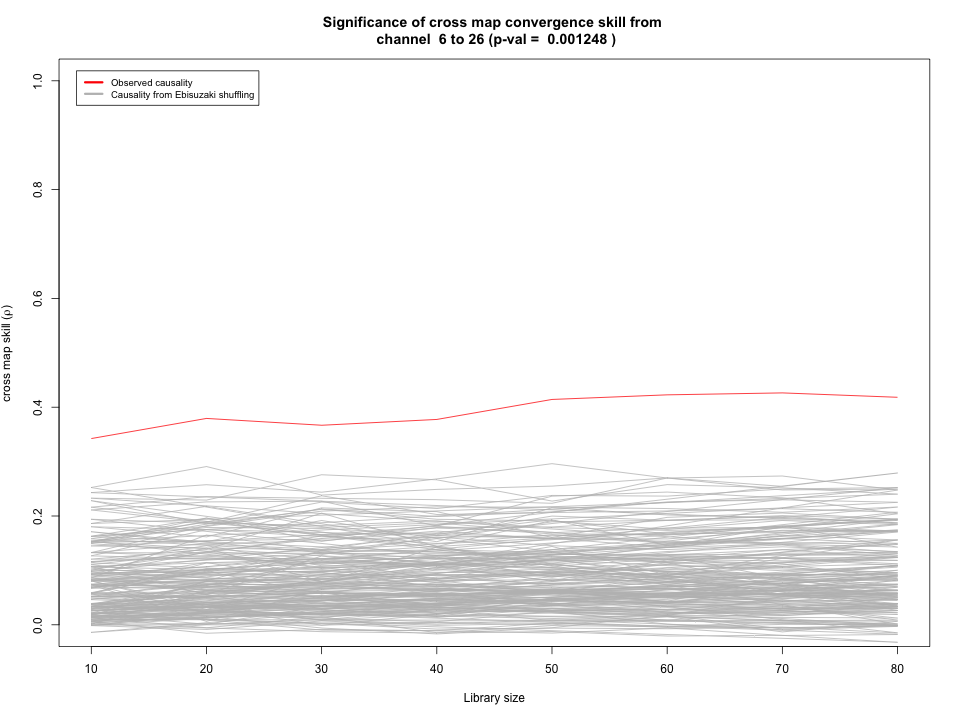 Significance of cross map convergence skill from
channel  6 to 26 (p-val =  0.001248 )
Observed causality
Causality from Ebisuzaki shuffling
cross map skill (ρ)
1.0
0.8
0.6
0.4
0.2
0.0
10 20 30 40 50 60 70 80
Library size